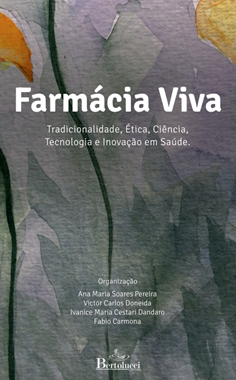 Farmácia Viva
Tradicionalidade, Ética, Ciência,
Tecnologia e Inovação em Saúde.
Organização
Ana Maria Soares Pereira
Victor Carlos Doneida
Ivanice Maria Cestari Dandaro
Fabio Carmona
Bertolucci